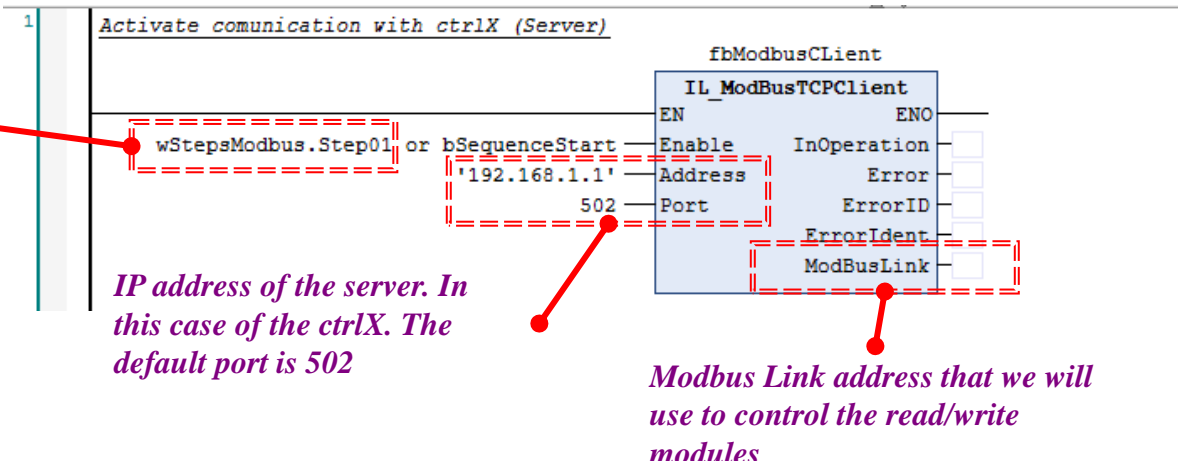 1
Activate comunication with ctrlX (Server)
fbModbusCLient
IL_ModBusTCPClient
EN ENO
wStepsModbus.Step01 or bSequenceStart Enable InOperation
'192.168.1.1' Address Error
502 Port ErrorID
ErrorIdent
ModBusLink
IP address of the server. In
this case of the ctrlX. The
default port is 502
Modbus Link address that we will
use to control the read/write
modules